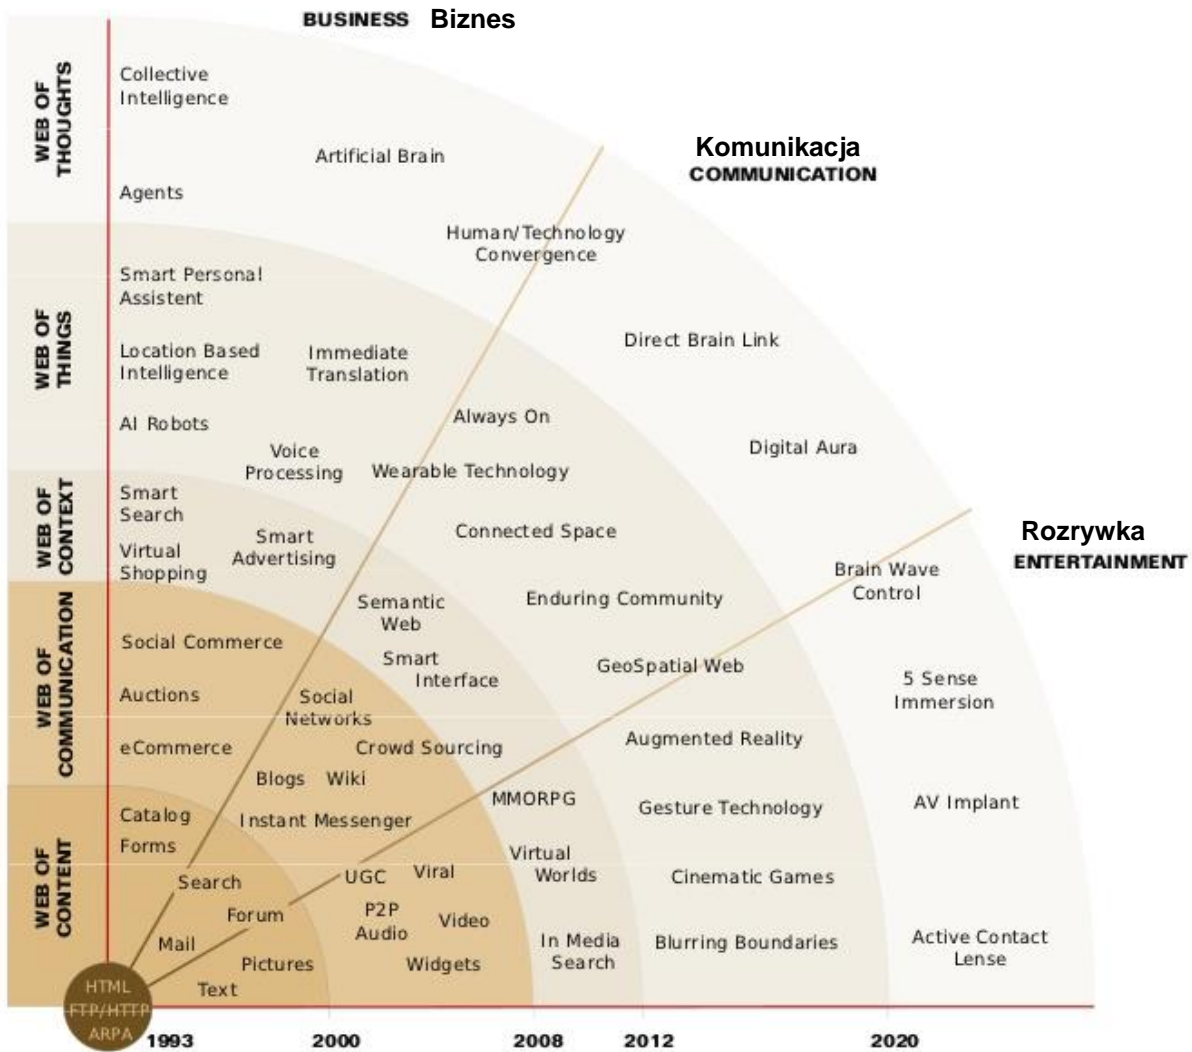 BUSINESS Biznes
Komunikacja
COMMUNICATION
Rozrywka
ENTERTAINMENT
WEB OF
THOUGHTS
Collective
Intelligence
Artificial Brain
Agents
Human/Technology
Convergence
Direct Brain Link
Digital Aura
Brain Wave
Control
5 Sense
Immersion
AV Implant
Active Contact
Lense
WEB OF
THINGS
Smart Personal
Assistent
Location Based
Intelligence
Immediate
Translation
AI Robots
Voice
Processing
Always On
Wearable Technology
Connected Space
Enduring Community
GeoSpatial Web
Augmented Reality
Gesture Technology
Cinematic Games
Blurring Boundaries
WEB OF
CONTEXT
Smart
Search
Virtual
Shopping
Smart
Advertising
Semantic
Web
Smart
Interface
MMORPG
Virtual
Worlds
In Media
Search
WEB OF
COMMUNICATION
Social Commerce
Auctions
eCommerce
Social
Networks
Crowd Sourcing
Blogs Wiki
Instant Messenger
UGC Viral
P2P
Audio
Video
Widgets
WEB OF
CONTENT
Catalog
Forms
Search
Forum
Mail
Pictures
Text
HTML
FTP/HTTP
ARPA
1993 2000 2008 2012 2020